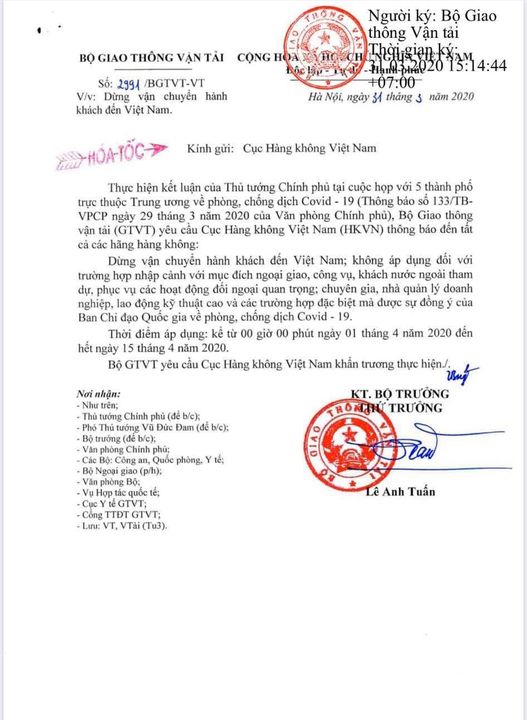 Người ký: Bộ Giao
thông Vận tải
Thời gian ký:
31.03.2020 15:14:44
+07:00
BỘ GIAO THÔNG VẬN TẢI
CỘNG HÒA XÃ HỘI CHỦ NGHĨA VIỆT NAM
Độc lập - Tự do - Hạnh phúc
Số: 2991 /BGTVT-VT
V/v: Dừng vận chuyển hành
khách đến Việt Nam.
Hà Nội, ngày 31 tháng 3 năm 2020
HỎA-TỐC
Kính gửi: Cục Hàng không Việt Nam
Thực hiện kết luận của Thủ tướng Chính phủ tại cuộc họp với 5 thành phố
trực thuộc Trung ương về phòng, chống dịch Covid - 19 (Thông báo số 133/TB-
VPCP ngày 29 tháng 3 năm 2020 của Văn phòng Chính phủ), Bộ Giao thông
vận tải (GTVT) yêu cầu Cục Hàng không Việt Nam (HKVN) thông báo đến tất
cả các hãng hàng không:
Dừng vận chuyển hành khách đến Việt Nam; không áp dụng đối với
trường hợp nhập cảnh với mục đích ngoại giao, công vụ, khách nước ngoài tham
dự, phục vụ các hoạt động đối ngoại quan trọng; chuyên gia, nhà quản lý doanh
nghiệp, lao động kỹ thuật cao và các trường hợp đặc biệt mà được sự đồng ý của
Ban Chỉ đạo Quốc gia về phòng, chống dịch Covid - 19.
Thời điểm áp dụng: kể từ 00 giờ 00 phút ngày 01 tháng 4 năm 2020 đến
hết ngày 15 tháng 4 năm 2020.
Bộ GTVT yêu cầu Cục Hàng không Việt Nam khẩn trương thực hiện./.
Nơi nhận:
- Như trên;
- Thủ tướng Chính phủ (để b/c);
- Phó Thủ tướng Vũ Đức Đam (để b/c);
- Bộ trưởng (để b/c);
- Văn phòng Chính phủ;
- Các Bộ: Công an, Quốc phòng, Y tế;
- Bộ Ngoại giao (p/h);
- Văn phòng Bộ;
- Vụ Hợp tác quốc tế;
- Cục Y tế GTVT;
- Cổng TTĐT GTVT;
- Lưu: VT, VTải (Tu3).
KT. BỘ TRƯỞNG
THỨ TRƯỞNG
BỘ GIAO THÔNG VẬN TẢI
Lê Anh Tuấn